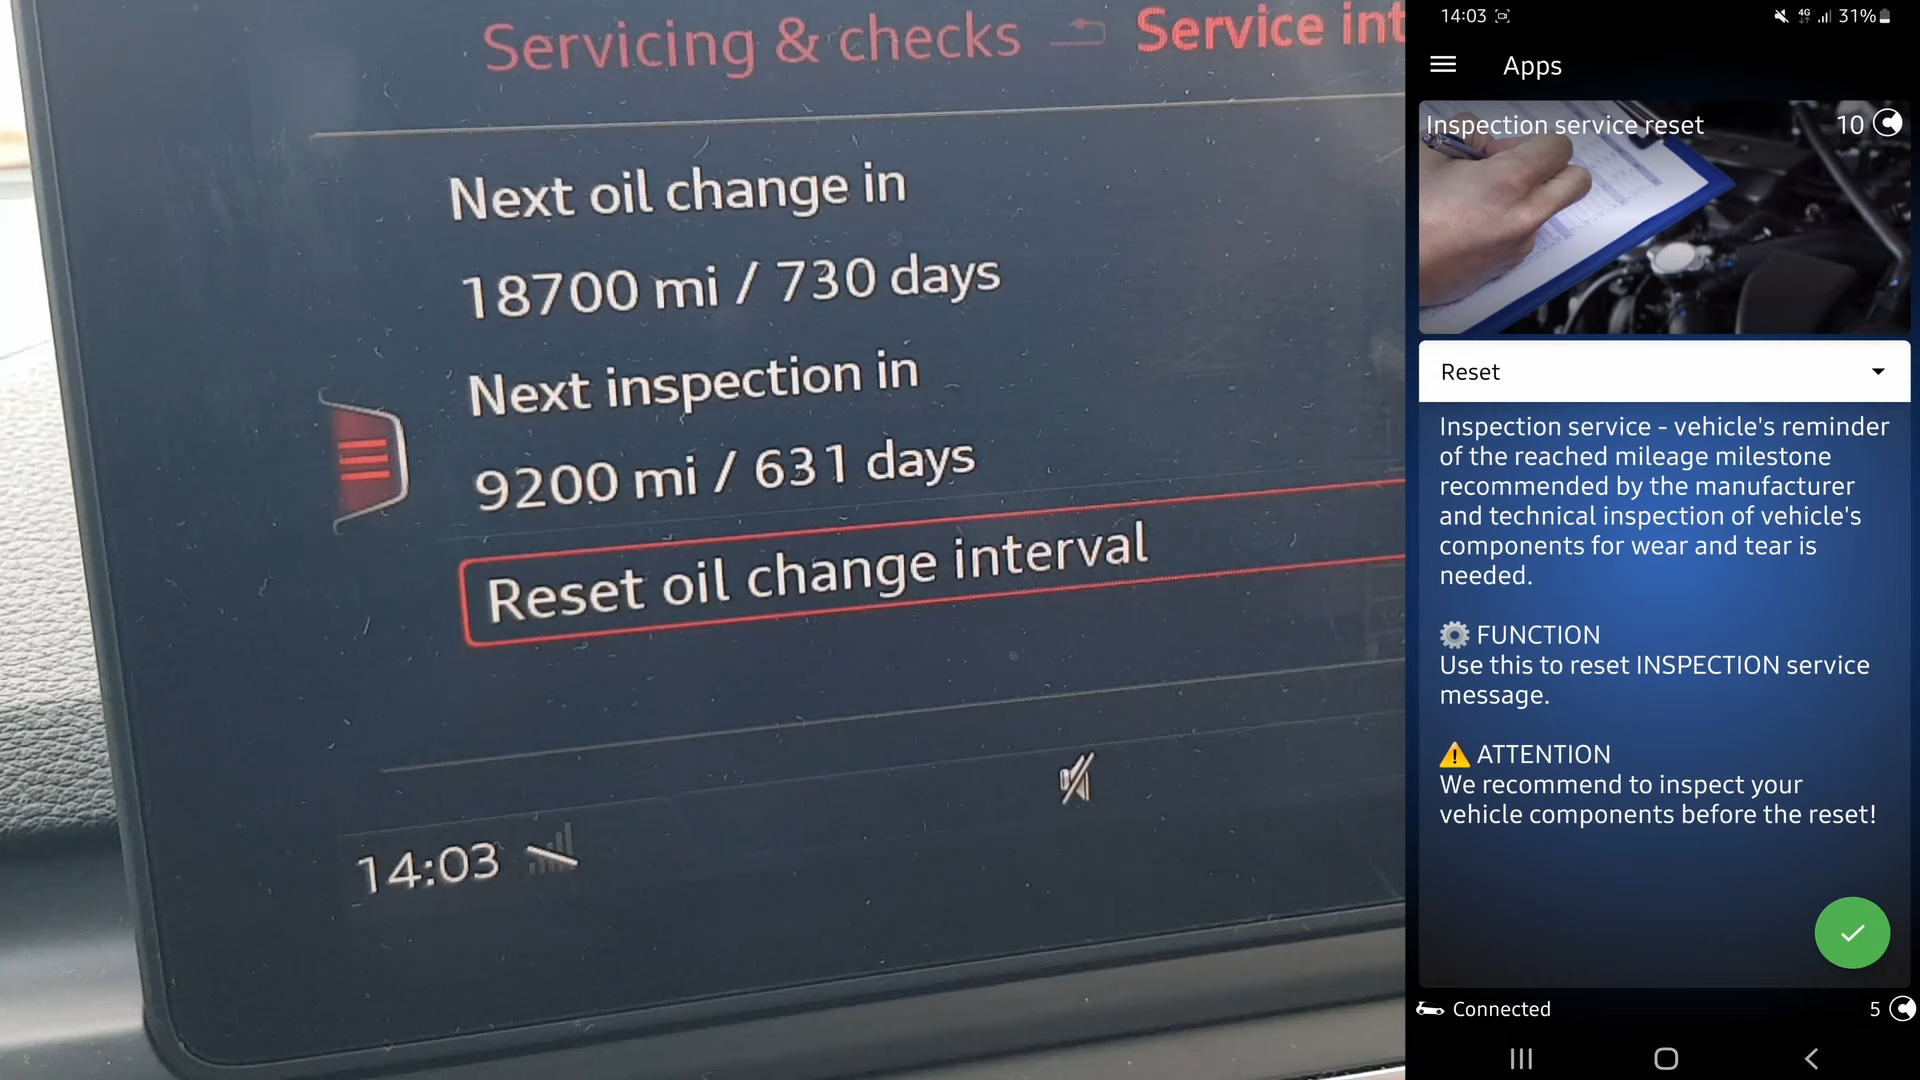 Servicing & checks Service int
Next oil change in
18700 mi / 730 days
Next inspection in
9200 mi / 631 days
Reset oil change interval
14:03
14:03 4G 31%
Apps
Inspection service reset 10
Reset
Inspection service - vehicle's reminder
of the reached mileage milestone
recommended by the manufacturer
and technical inspection of vehicle's
components for wear and tear is
needed.
FUNCTION
Use this to reset INSPECTION service
message.
ATTENTION
We recommend to inspect your
vehicle components before the reset!
Connected 5